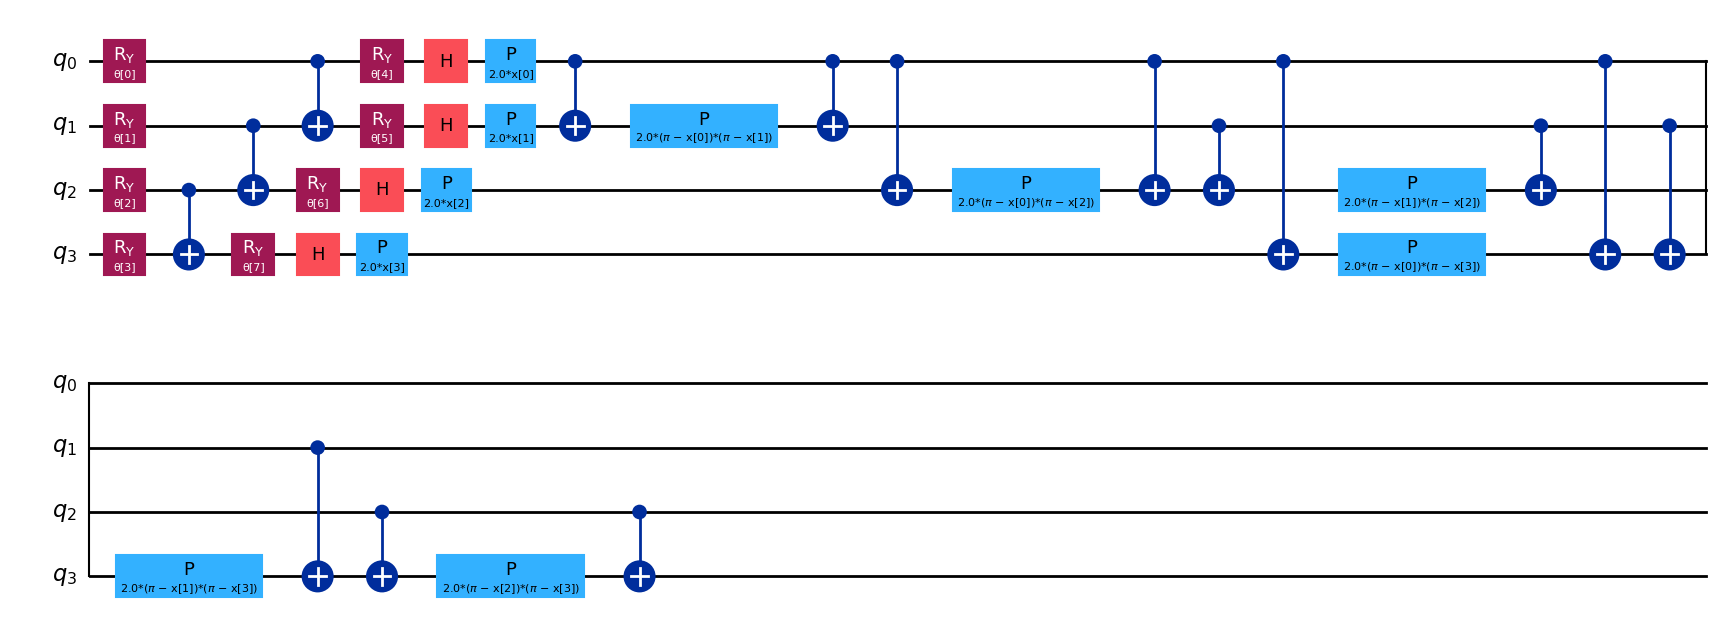 q0 RY θ[0] RY θ[4] H P 2.0*x[0]
q1 RY θ[1] RY θ[5] H P 2.0*x[1] P 2.0*(π − x[0])*(π − x[1])
q2 RY θ[2] RY θ[6] H P 2.0*x[2] P 2.0*(π − x[0])*(π − x[2]) P 2.0*(π − x[1])*(π − x[2])
q3 RY θ[3] RY θ[7] H P 2.0*x[3] P 2.0*(π − x[0])*(π − x[3])
q0
q1
q2
q3 P 2.0*(π − x[1])*(π − x[3]) P 2.0*(π − x[2])*(π − x[3])